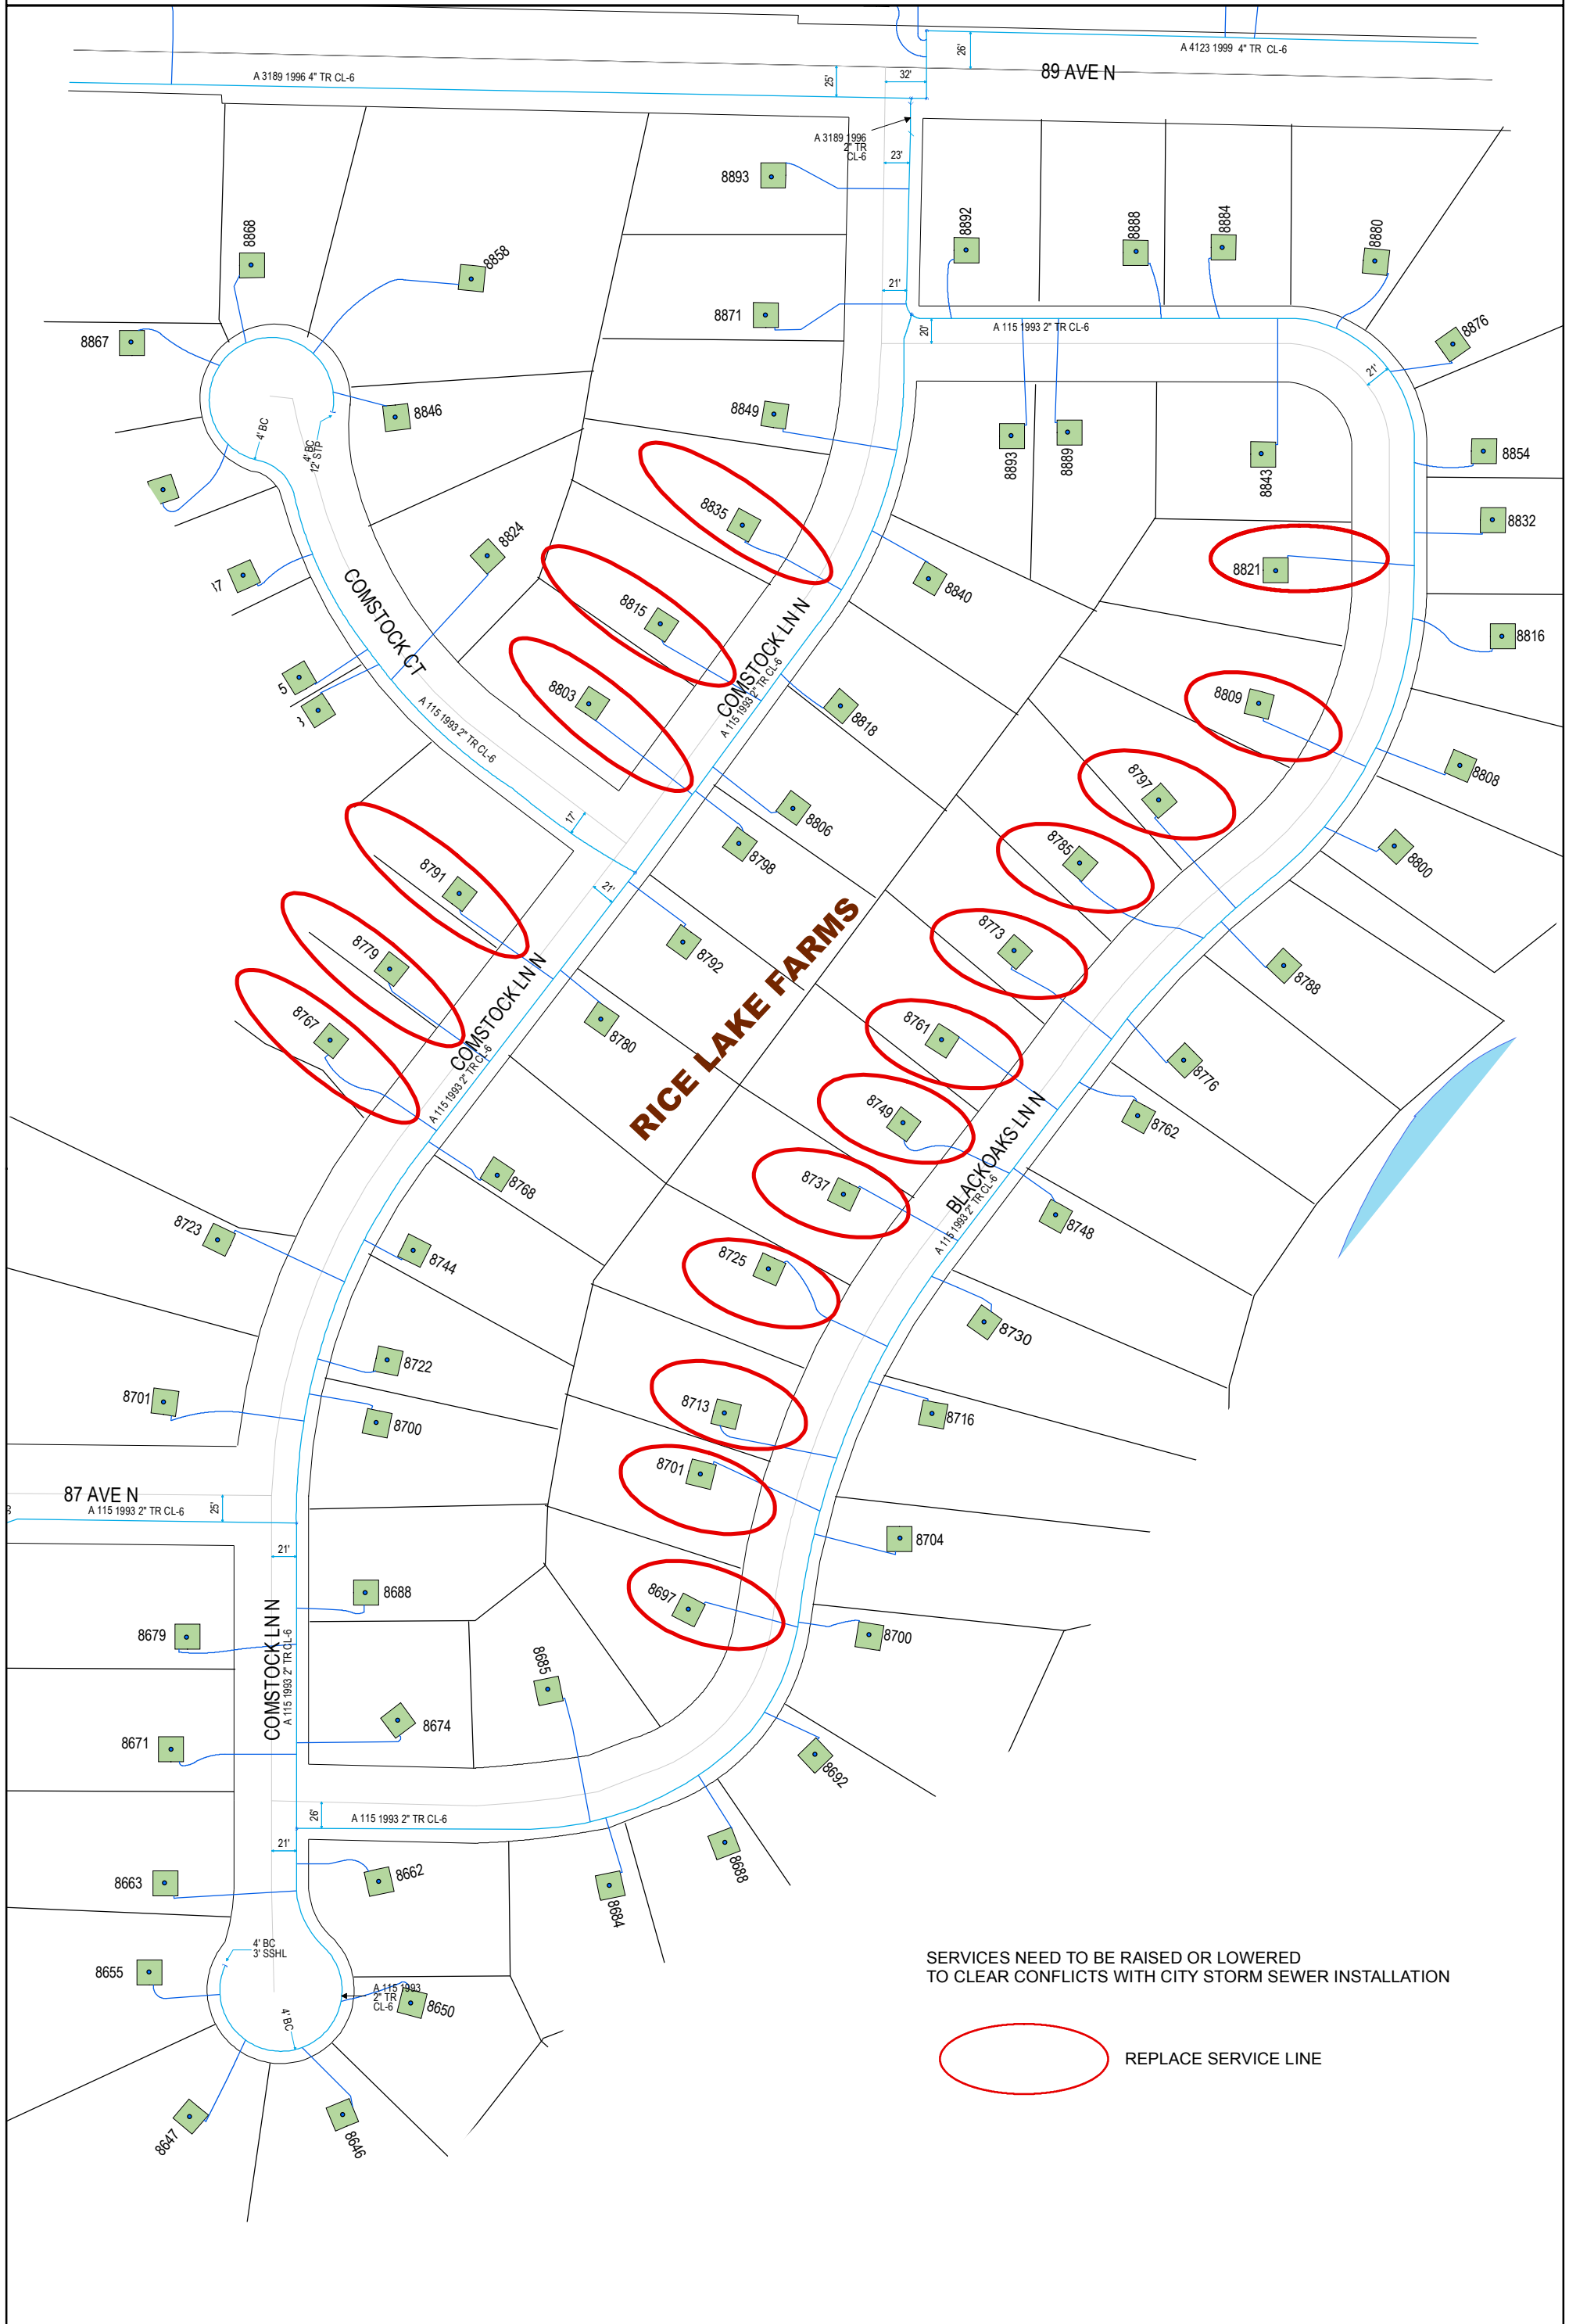 A 4123 1999 4" TR CL-6
26'
89 AVE N
A 3189 1996 4" TR CL-6
25'
32'
A 3189 1996
2" TR
CL-6
23'
8893
8892
8888
8884
8880
8868
8858
21'
8871
20'
A 115 1993 2" TR CL-6
8876
8867
21'
8846
8849
4' BC
4' BC
12' STP
8893
8889
8843
8854
8835
8832
8824
8821
17
COMSTOCK CT
8815
8840
COMSTOCK LN N
A 115 1993 2" TR CL-6
8816
5
3
8803
8818
8809
A 115 1993 2" TR CL-6
8797
8808
17'
8806
8798
8785
8800
8791
21'
8792
8773
8779
RICE LAKE FARMS
8788
COMSTOCK LN N
A 115 1993 2" TR CL-6
8767
8780
8761
8776
8749
BLACKOAKS LN N
A 115 1993 2" TR CL-6
8762
8768
8737
8723
8748
8744
8725
8730
8722
8701
8700
8713
8716
8701
87 AVE N
A 115 1993 2" TR CL-6
25'
8704
21'
8688
8697
8679
COMSTOCK LN N
A 115 1993 2" TR CL-6
8700
8685
8671
8674
8692
26'
A 115 1993 2" TR CL-6
21'
8688
8663
8662
8684
4' BC
3' SSHL
8655
A 115 1993
2" TR
CL-6
8650
4' BC
8647
8646
SERVICES NEED TO BE RAISED OR LOWERED
TO CLEAR CONFLICTS WITH CITY STORM SEWER INSTALLATION
REPLACE SERVICE LINE